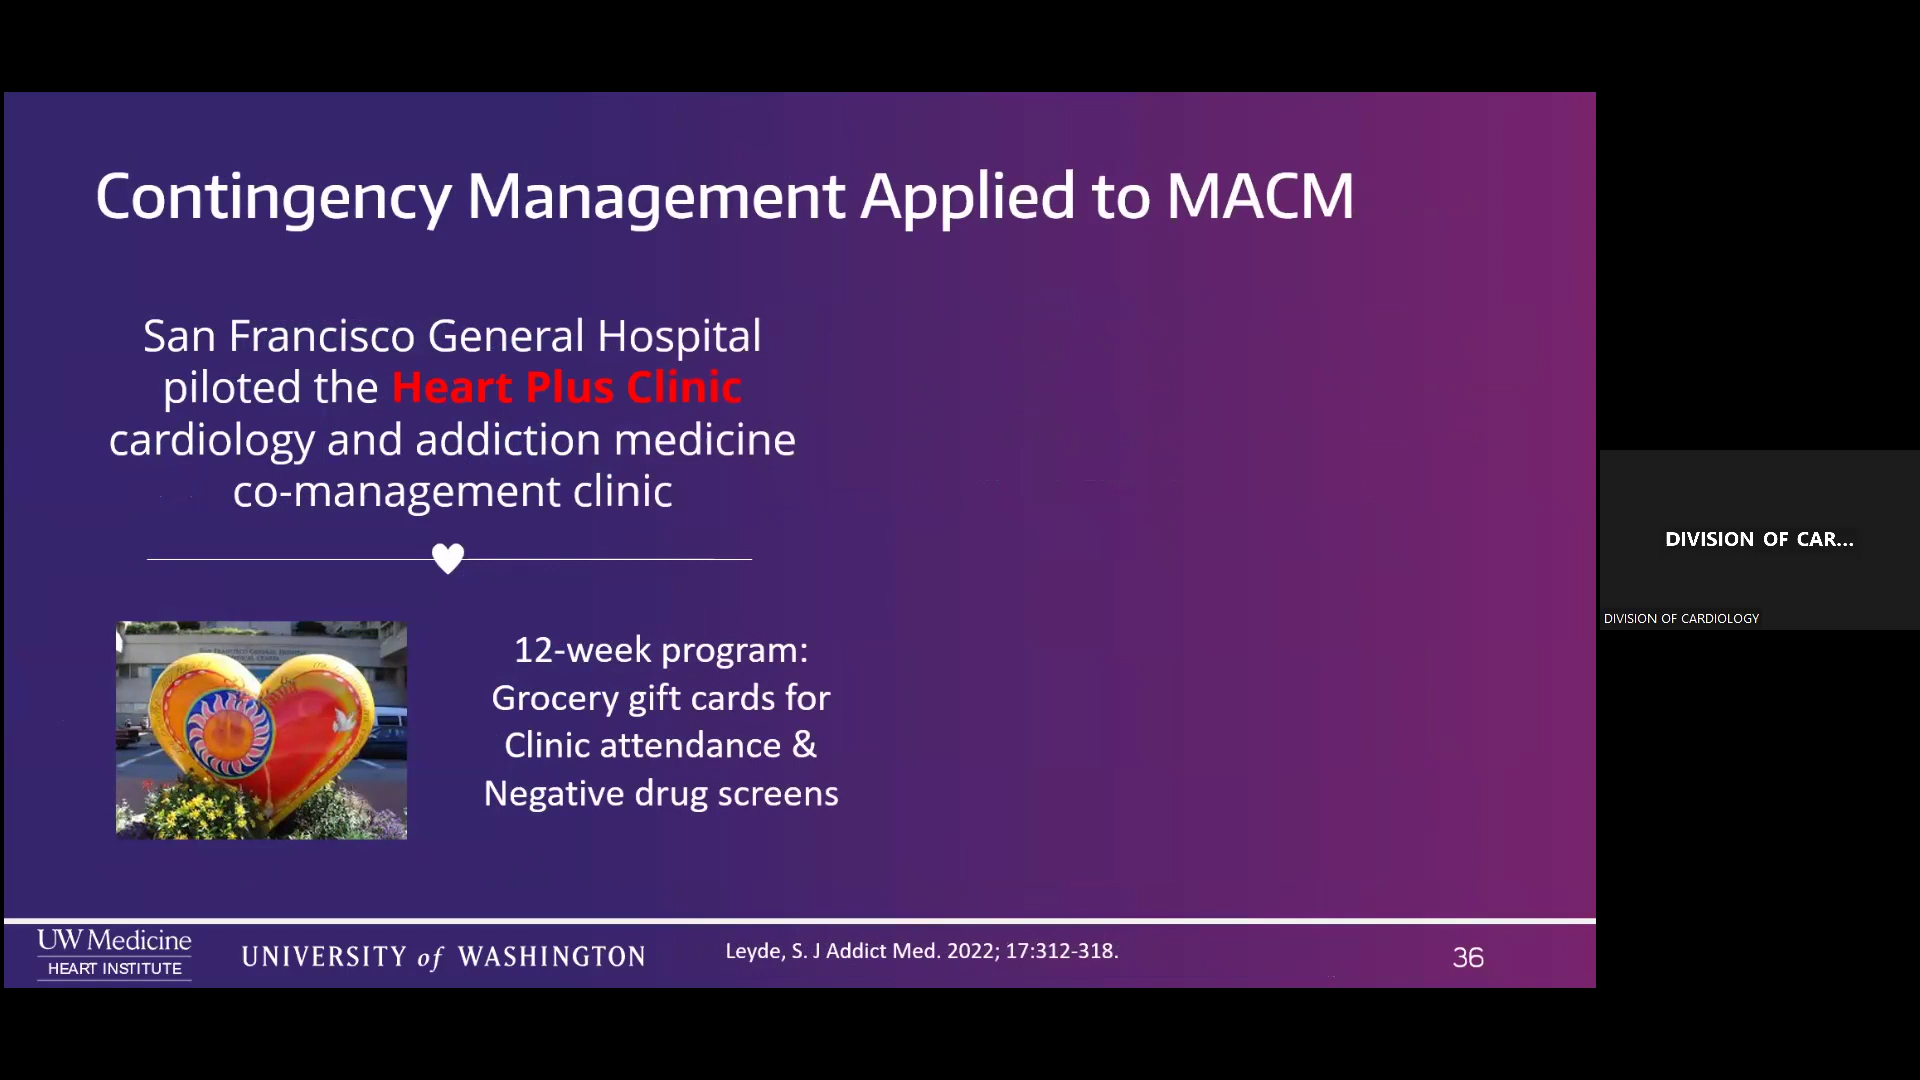 Contingency Management Applied to MACM
San Francisco General Hospital
piloted the Heart Plus Clinic
cardiology and addiction medicine
co-management clinic
12-week program:
Grocery gift cards for
Clinic attendance &
Negative drug screens
UW Medicine
HEART INSTITUTE
UNIVERSITY of WASHINGTON
Leyde, S. J Addict Med. 2022; 17:312-318.
36
DIVISION OF CAR...
DIVISION OF CARDIOLOGY